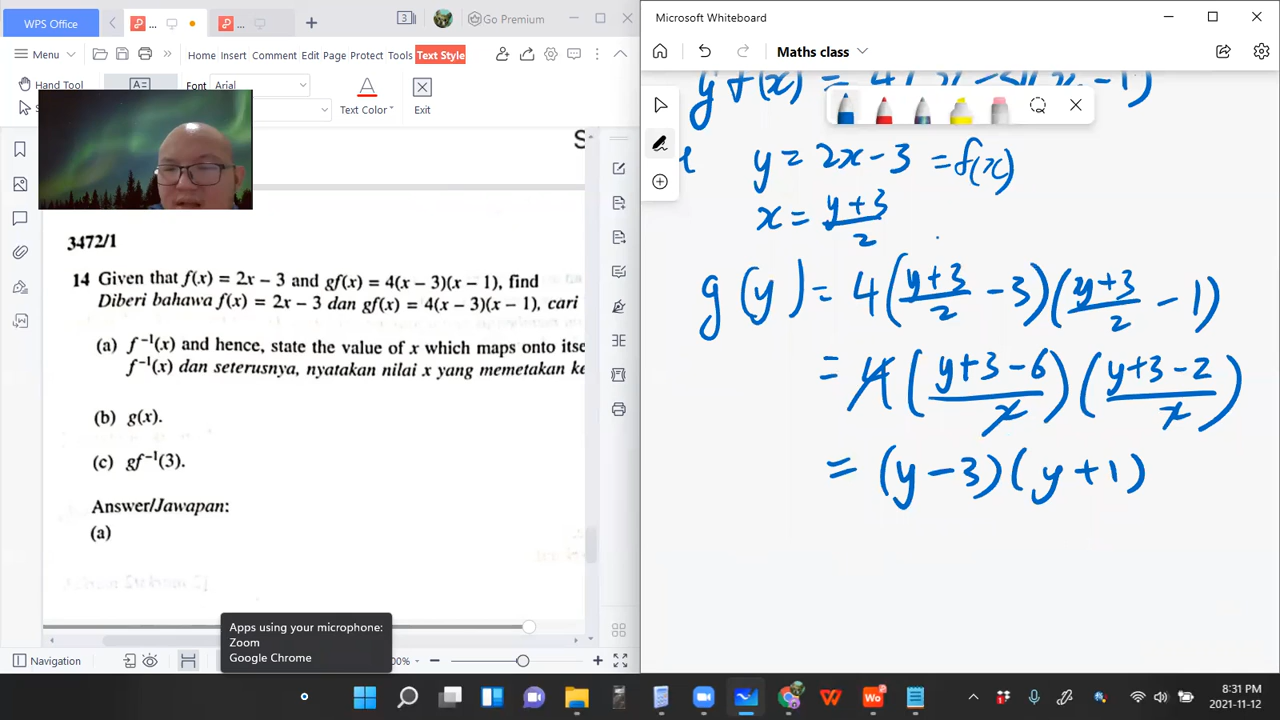 WPS Office
...
...
3
Go Premium
Menu
Home Insert Comment Edit Page Protect Tools Text Style
Hand Tool
Font Arial
Text Color
Exit
S
3472/1
14 Given that f(x) = 2x − 3 and gf(x) = 4(x − 3)(x − 1), find
Diberi bahawa f(x) = 2x − 3 dan gf(x) = 4(x − 3)(x − 1), cari
(a) f⁻¹(x) and hence, state the value of x which maps onto itse
f⁻¹(x) dan seterusnya, nyatakan nilai x yang memetakan ke
(b) g(x).
(c) gf⁻¹(3).
Answer/Jawapan:
(a)
Apps using your microphone:
Zoom
Google Chrome
Navigation
00%
Microsoft Whiteboard
Maths class
y = 2x − 3 = f(x)
x = (y+3)/2
g(y) = 4((y+3)/2 − 3)((y+3)/2 − 1)
= 4((y+3−6)/2)((y+3−2)/2)
= (y−3)(y+1)
Wo
8:31 PM
2021-11-12